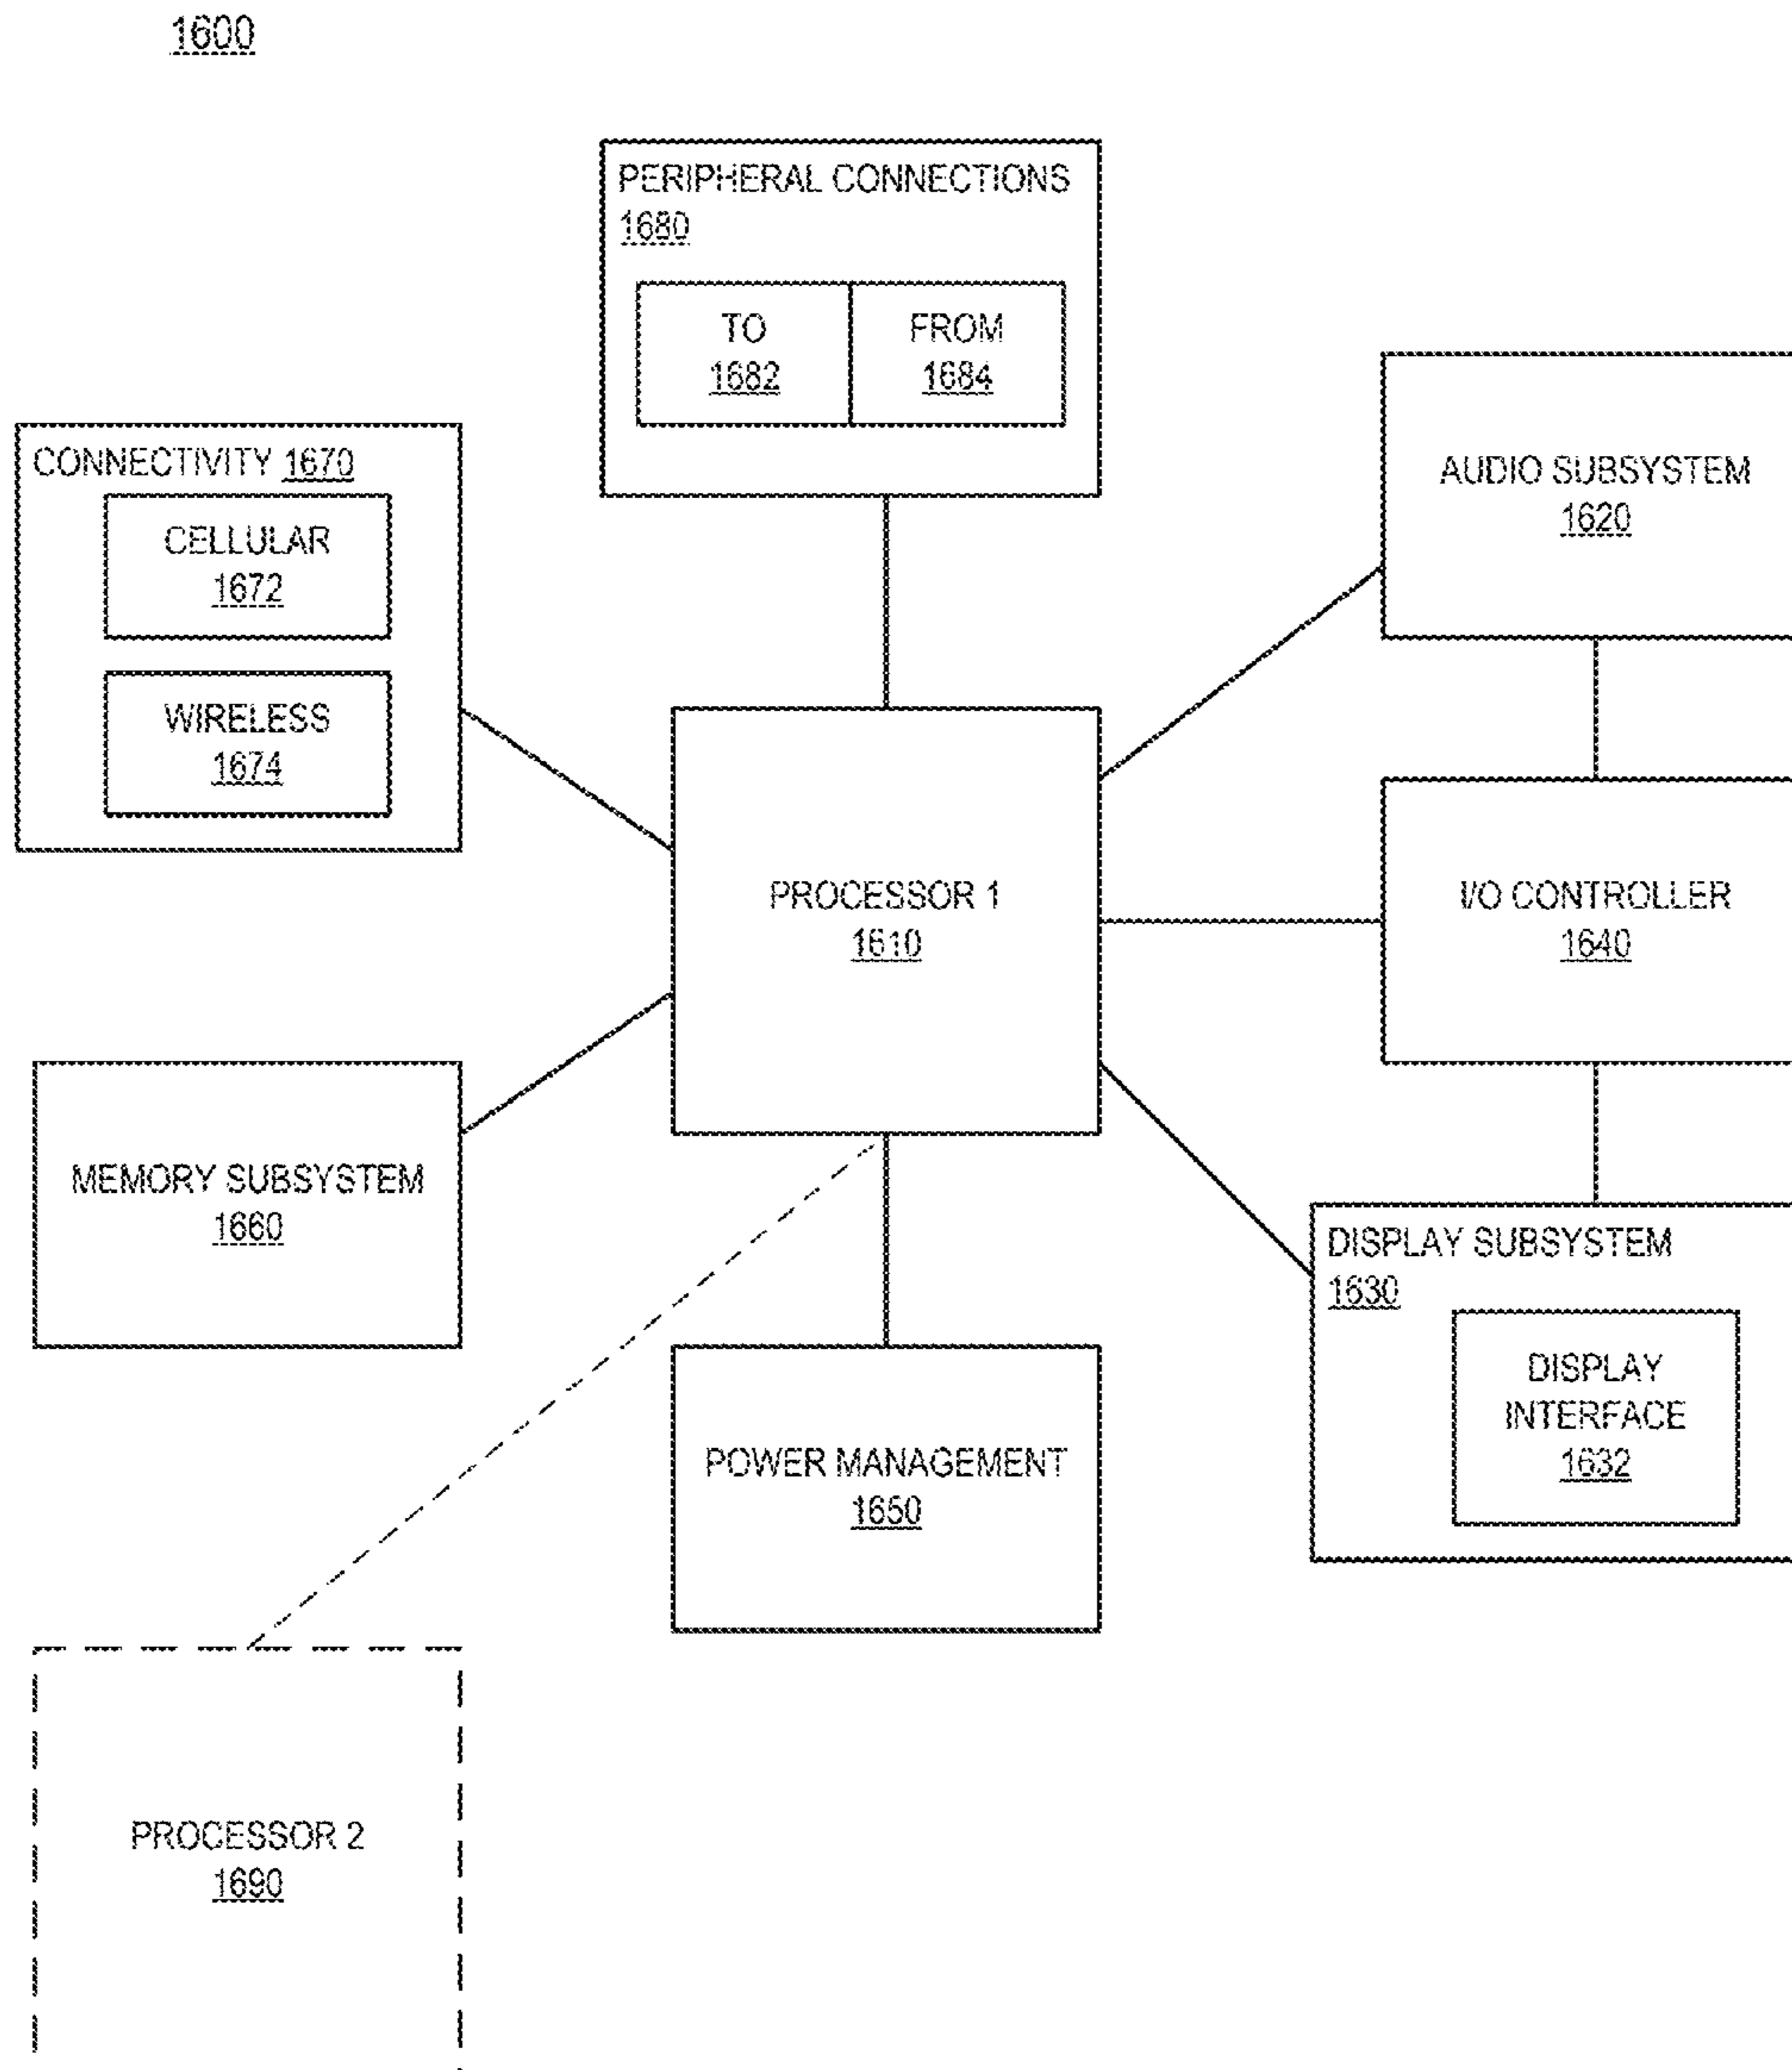 1600
PERIPHERAL CONNECTIONS
1680
TO
1682
FROM
1684
AUDIO SUBSYSTEM
1620
CONNECTIVITY 1670
CELLULAR
1672
WIRELESS
1674
PROCESSOR 1
1610
I/O CONTROLLER
1640
MEMORY SUBSYSTEM
1660
DISPLAY SUBSYSTEM
1630
DISPLAY
INTERFACE
1632
POWER MANAGEMENT
1650
PROCESSOR 2
1690